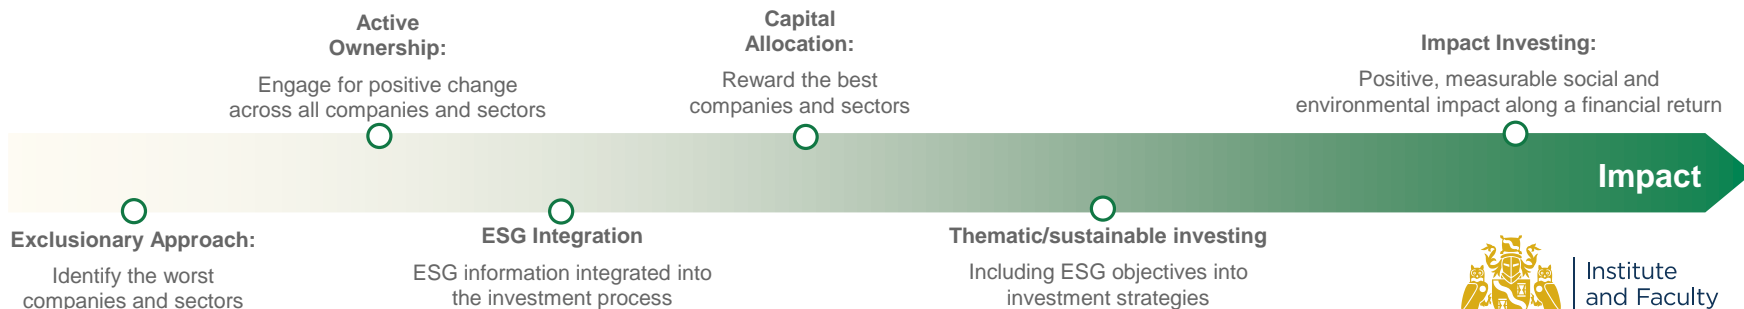 Active
Ownership:
Engage for positive change
across all companies and sectors
Capital
Allocation:
Reward the best
companies and sectors
Impact Investing:
Positive, measurable social and
environmental impact along a financial return
Impact
Exclusionary Approach:
Identify the worst
companies and sectors
ESG Integration
ESG information integrated into
the investment process
Thematic/sustainable investing
Including ESG objectives into
investment strategies
Institute
and Faculty